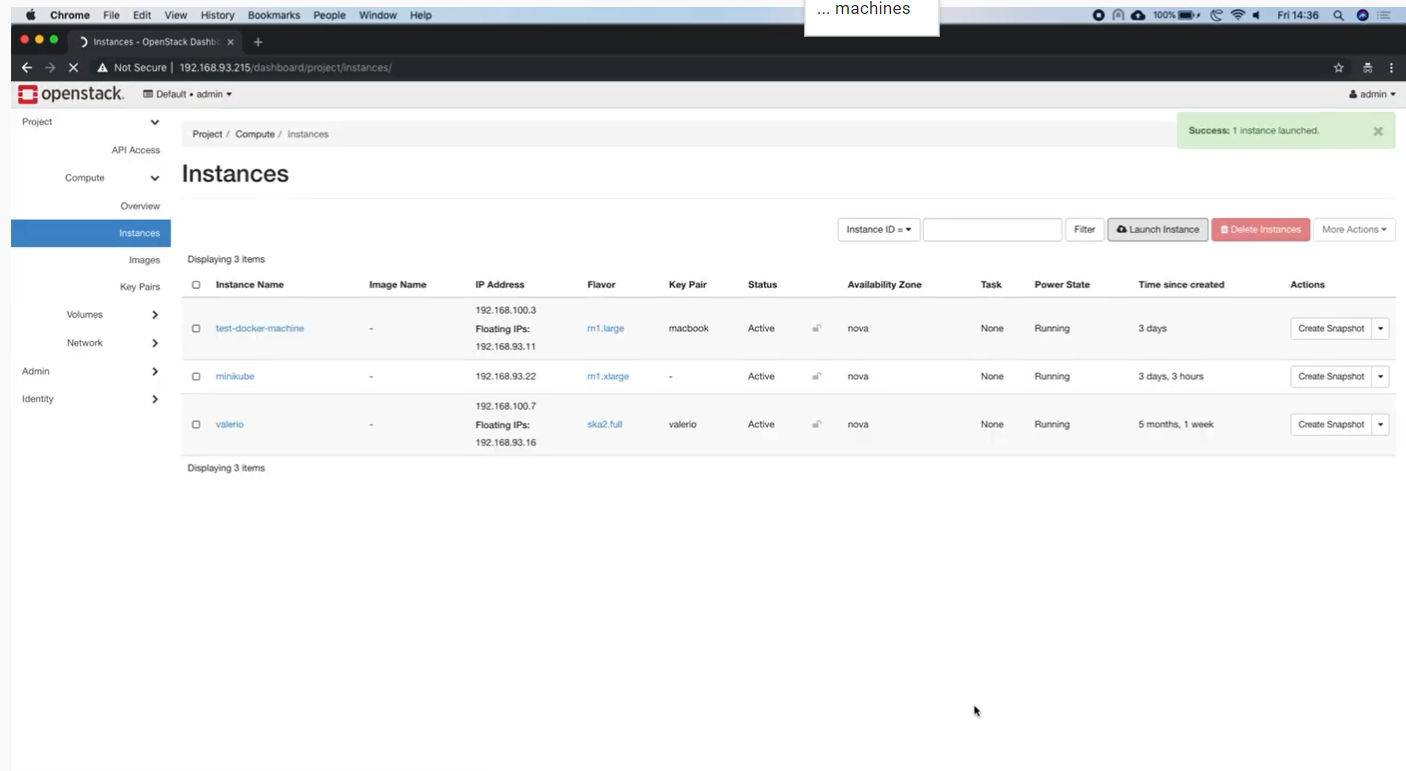 ... machines
Chrome File Edit View History Bookmarks People Window Help 100% Fri 14:36
Instances - OpenStack Dashb
Not Secure | 192.168.93.215/dashboard/project/instances/
openstack. Default • admin admin
Project
API Access
Compute
Overview
Instances
Images
Key Pairs
Volumes
Network
Admin
Identity
Project / Compute / Instances
Success: 1 instance launched.
Instances
Instance ID = Filter Launch Instance Delete Instances More Actions
Displaying 3 items
Instance Name Image Name IP Address Flavor Key Pair Status Availability Zone Task Power State Time since created Actions
192.168.100.3
Floating IPs:
test-docker-machine - 192.168.93.11 m1.large macbook Active nova None Running 3 days Create Snapshot
minikube - 192.168.93.22 m1.xlarge - Active nova None Running 3 days, 3 hours Create Snapshot
192.168.100.7
Floating IPs:
valerio - 192.168.93.16 ska2.full valerio Active nova None Running 5 months, 1 week Create Snapshot
Displaying 3 items